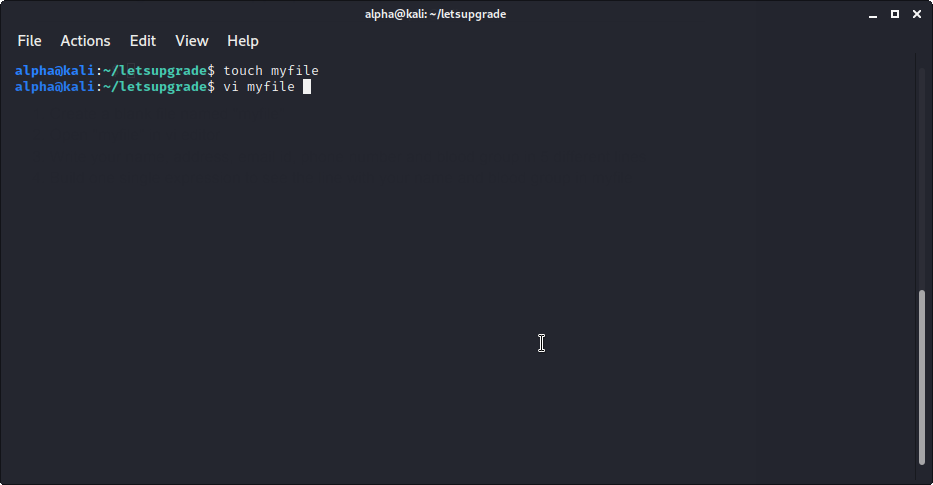 alpha@kali: ~/letsupgrade
File Actions Edit View Help
alpha@kali:~/letsupgrade$ touch myfile
alpha@kali:~/letsupgrade$ vi myfile